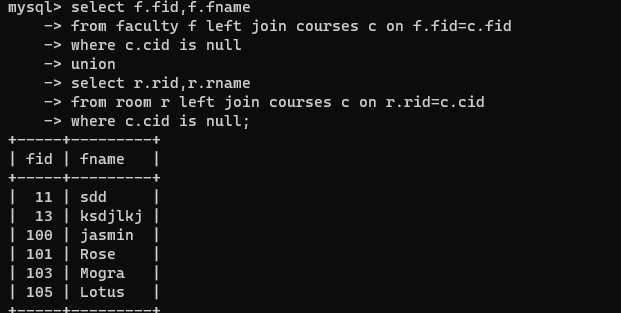 mysql> select f.fid,f.fname
    -> from faculty f left join courses c on f.fid=c.fid
    -> where c.cid is null
    -> union
    -> select r.rid,r.rname
    -> from room r left join courses c on r.rid=c.cid
    -> where c.cid is null;
+-----+---------+
| fid | fname   |
+-----+---------+
|  11 | sdd     |
|  13 | ksdjlkj |
| 100 | jasmin  |
| 101 | Rose    |
| 103 | Mogra   |
| 105 | Lotus   |
+-----+---------+